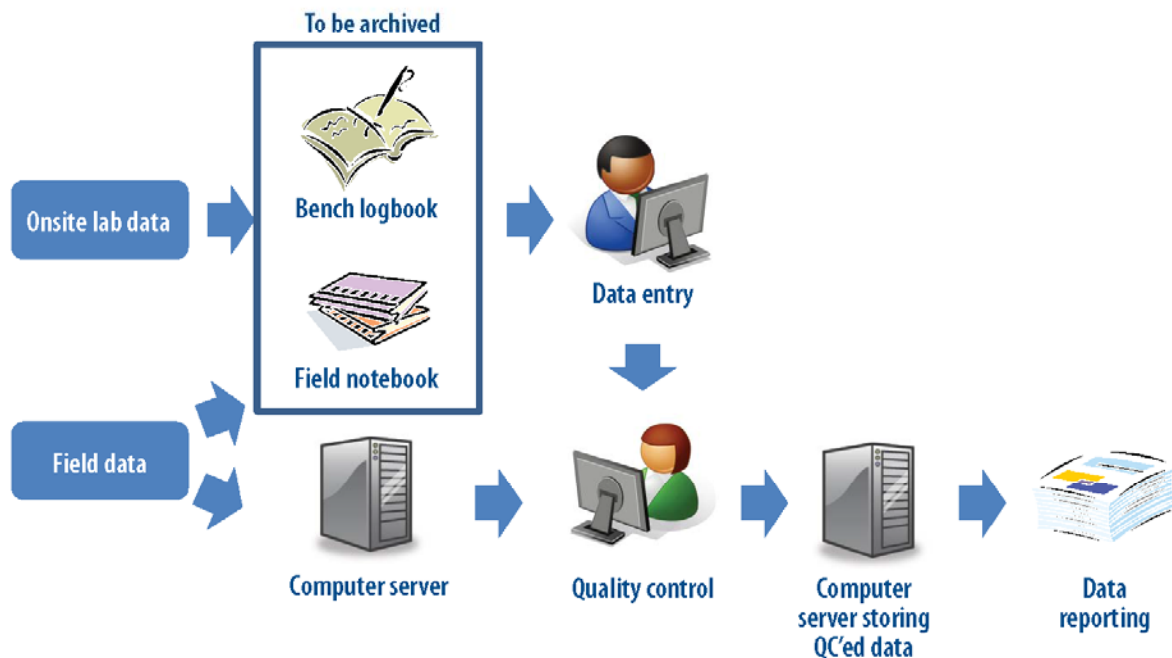 To be archived
Bench logbook
Onsite lab data
Data entry
Field notebook
Field data
Computer server
Quality control
Computer
server storing
QC'ed data
Data
reporting